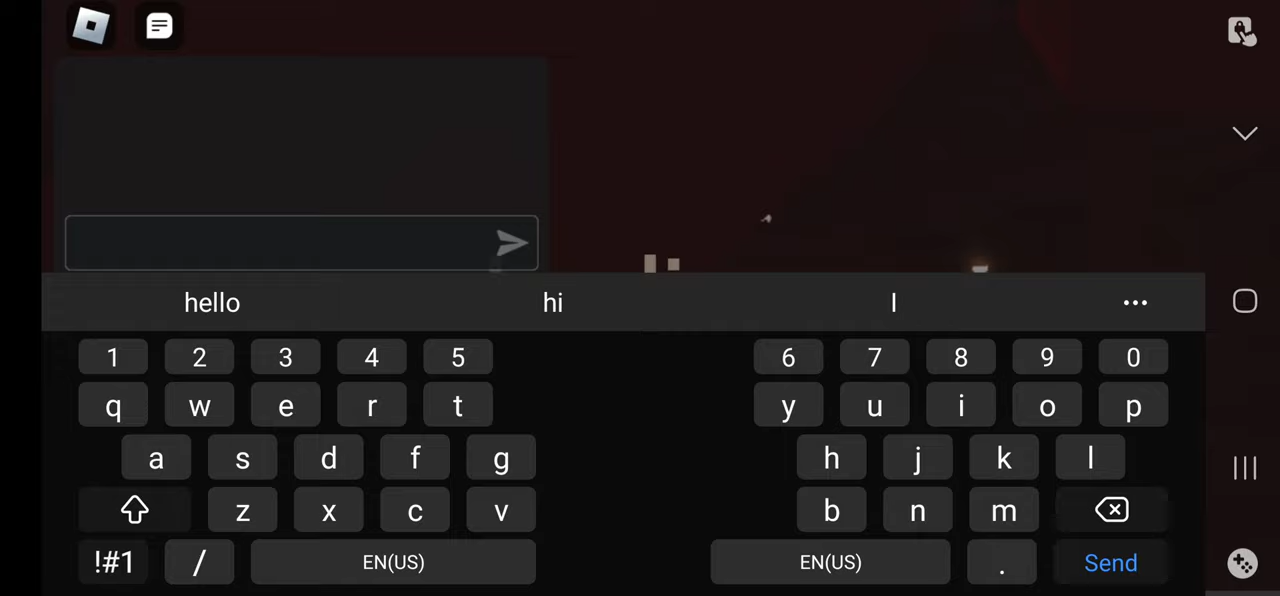 hello hi I
1 2 3 4 5 6 7 8 9 0
q w e r t y u i o p
a s d f g h j k l
z x c v b n m
!#1 / EN(US) EN(US) . Send